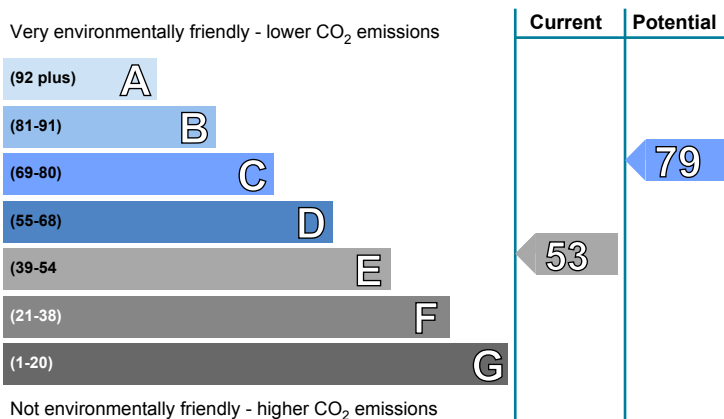 Very environmentally friendly - lower CO2 emissions
Current
Potential
(92 plus) A
(81-91) B
(69-80) C
79
(55-68) D
(39-54 E
53
(21-38) F
(1-20) G
Not environmentally friendly - higher CO2 emissions